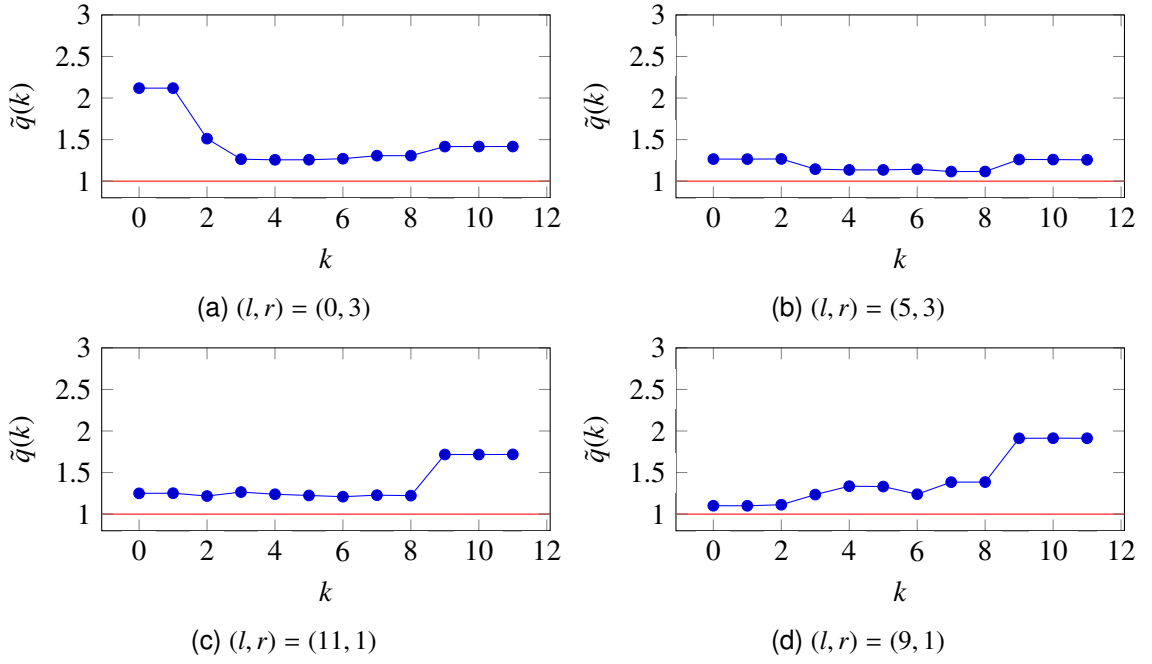 3 3
2.5 2.5
2 2
1.5 1.5
1 1
q̃(k) q̃(k)
0 2 4 6 8 10 12 0 2 4 6 8 10 12
k k
(a) (l, r) = (0, 3) (b) (l, r) = (5, 3)
3 3
2.5 2.5
2 2
1.5 1.5
1 1
q̃(k) q̃(k)
0 2 4 6 8 10 12 0 2 4 6 8 10 12
k k
(c) (l, r) = (11, 1) (d) (l, r) = (9, 1)